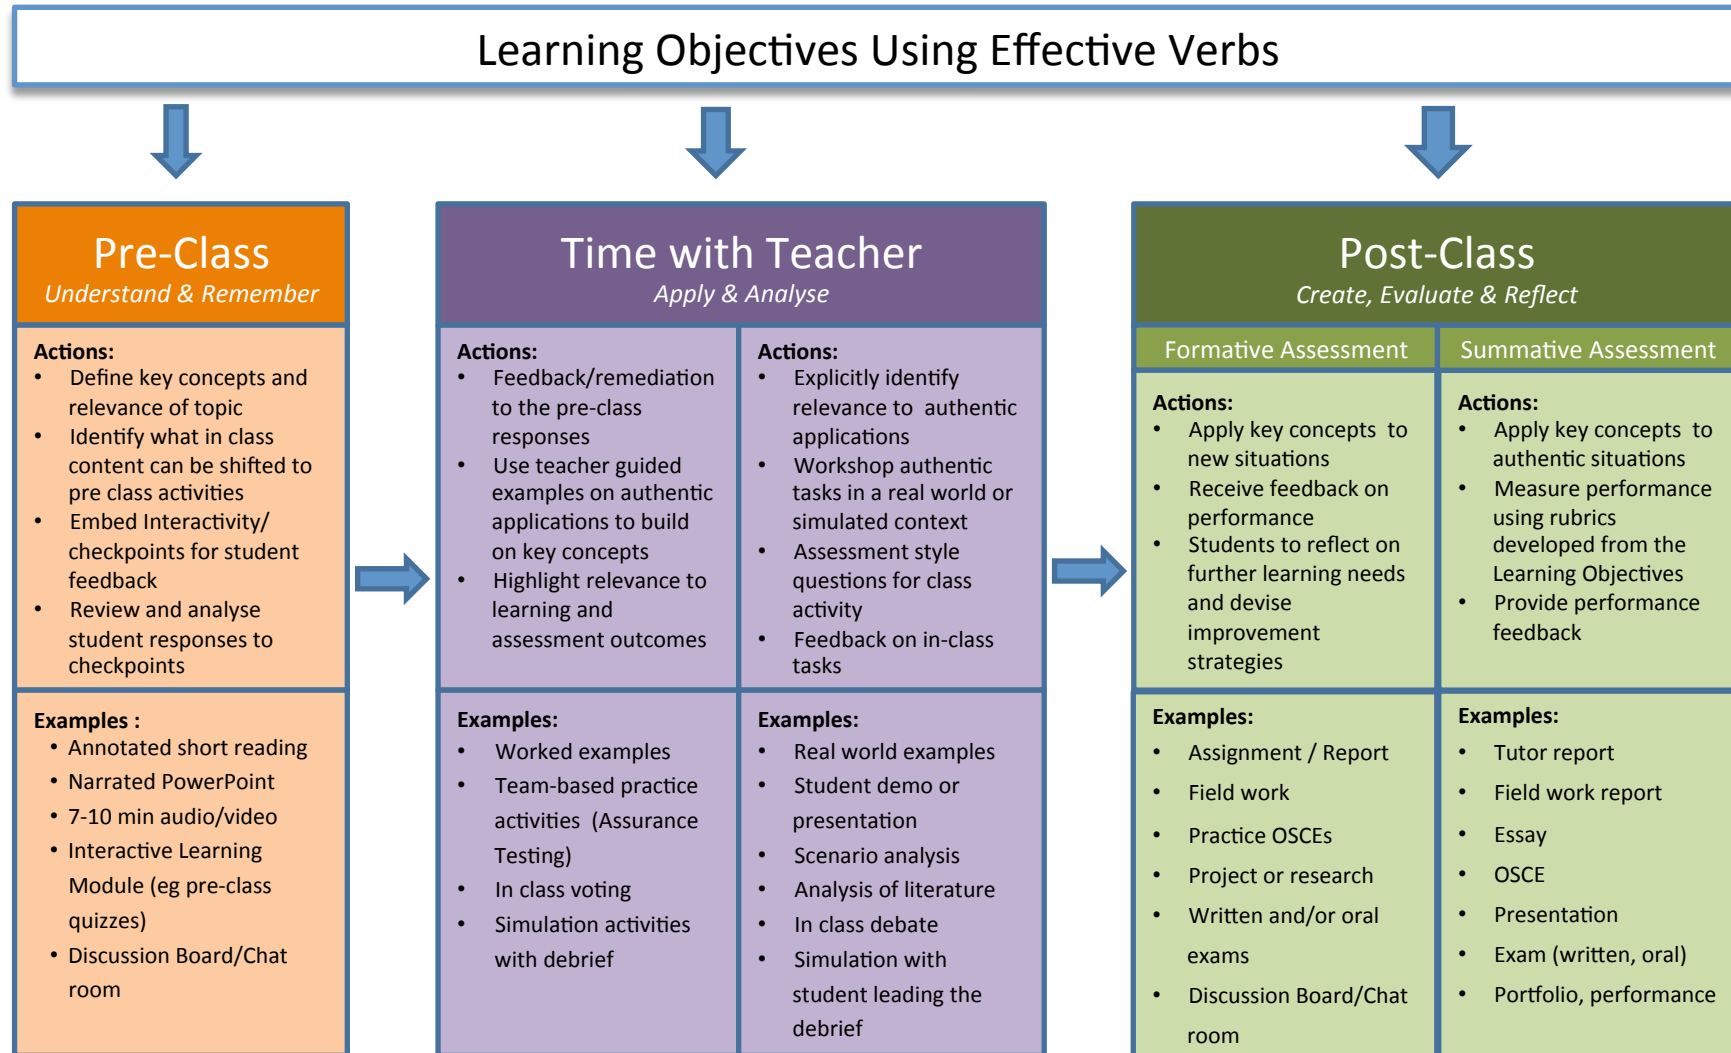 Learning Objectives Using Effective Verbs
Pre-Class
Understand & Remember
Actions:
• Define key concepts and
relevance of topic
• Identify what in class
content can be shifted to
pre class activities
• Embed Interactivity/
checkpoints for student
feedback
• Review and analyse
student responses to
checkpoints
Examples :
• Annotated short reading
• Narrated PowerPoint
• 7-10 min audio/video
• Interactive Learning
Module (eg pre-class
quizzes)
• Discussion Board/Chat
room
Time with Teacher
Apply & Analyse
Actions:
• Feedback/remediation
to the pre-class
responses
• Use teacher guided
examples on authentic
applications to build
on key concepts
• Highlight relevance to
learning and
assessment outcomes
Examples:
• Worked examples
• Team-based practice
activities (Assurance
Testing)
• In class voting
• Simulation activities
with debrief
Actions:
• Explicitly identify
relevance to authentic
applications
• Workshop authentic
tasks in a real world or
simulated context
• Assessment style
questions for class
activity
• Feedback on in-class
tasks
Examples:
• Real world examples
• Student demo or
presentation
• Scenario analysis
• Analysis of literature
• In class debate
• Simulation with
student leading the
debrief
Post-Class
Create, Evaluate & Reflect
Formative Assessment
Actions:
• Apply key concepts to
new situations
• Receive feedback on
performance
• Students to reflect on
further learning needs
and devise
improvement
strategies
Examples:
• Assignment / Report
• Field work
• Practice OSCEs
• Project or research
• Written and/or oral
exams
• Discussion Board/Chat
room
Summative Assessment
Actions:
• Apply key concepts to
authentic situations
• Measure performance
using rubrics
developed from the
Learning Objectives
• Provide performance
feedback
Examples:
• Tutor report
• Field work report
• Essay
• OSCE
• Presentation
• Exam (written, oral)
• Portfolio, performance